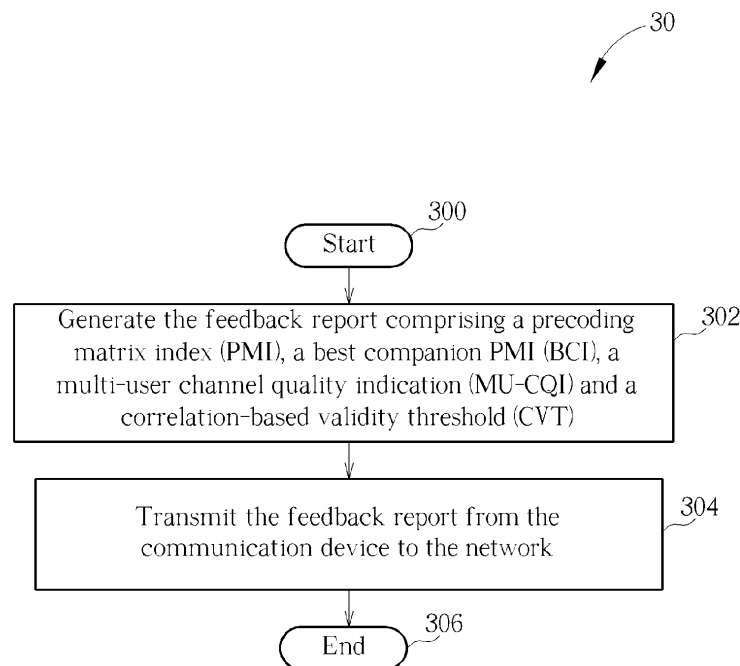 30
300
Start
302
Generate the feedback report comprising a precoding
matrix index (PMI), a best companion PMI (BCI), a
multi-user channel quality indication (MU-CQI) and a
correlation-based validity threshold (CVT)
304
Transmit the feedback report from the
communication device to the network
306
End